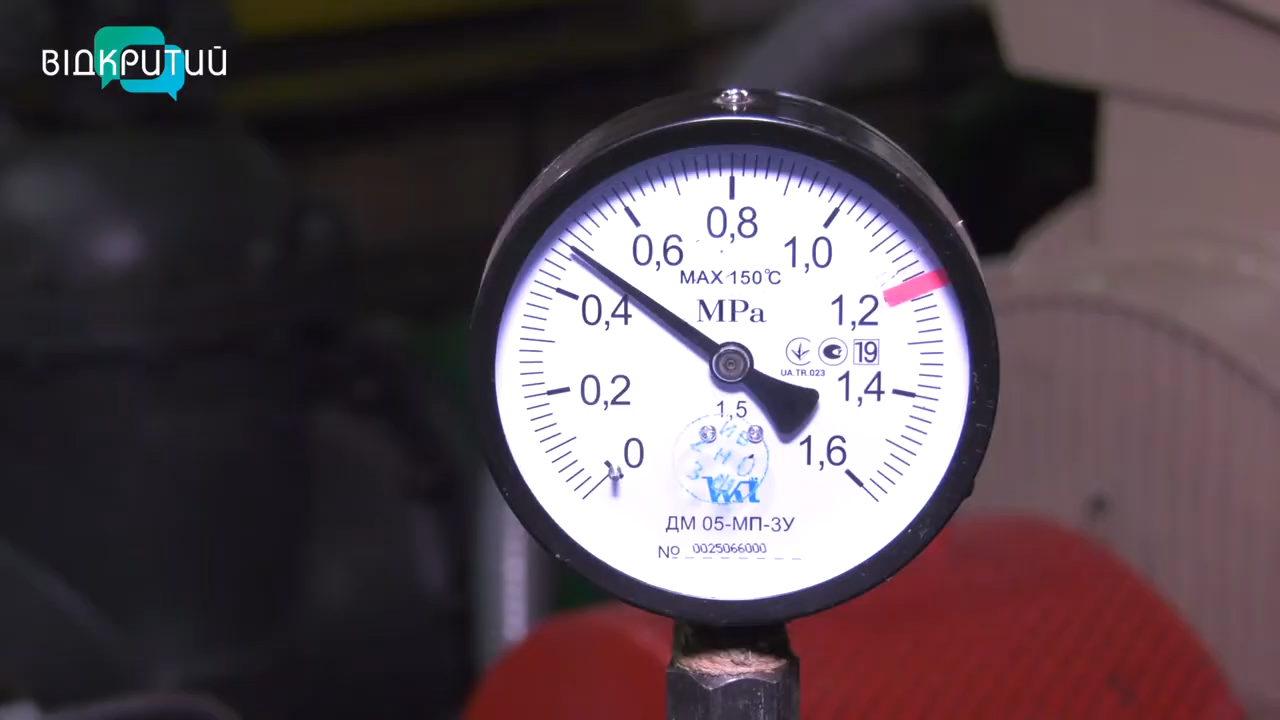 ВІДКРИТИЙ
0,8
0,6
1,0
MAX 150°C
0,4
MPa
1,2
19
UA.TR.023
0,2
1,4
1,5
0
1,6
ДМ 05-МП-3У
№ 0025066000